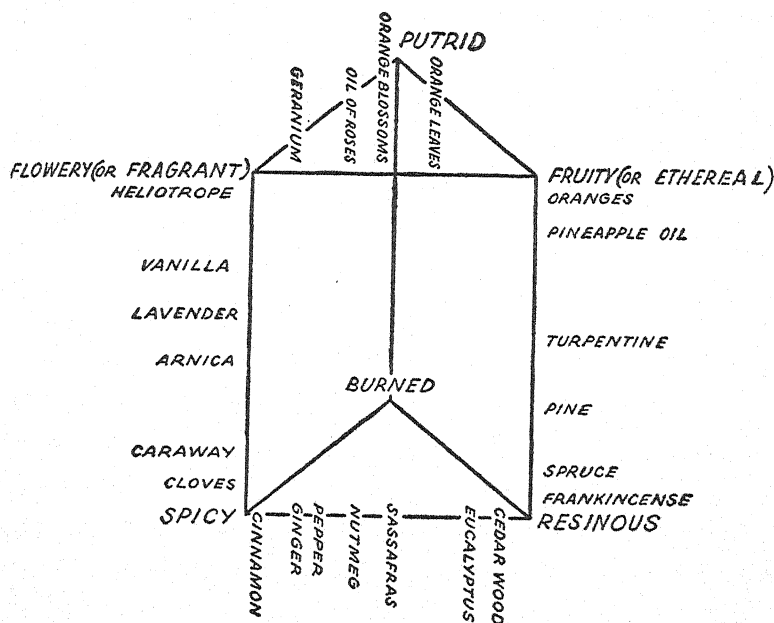 PUTRID
GERANIUM
OIL OF ROSES
ORANGE BLOSSOMS
ORANGE LEAVES
FLOWERY (OR FRAGRANT)
HELIOTROPE
FRUITY (OR ETHEREAL)
ORANGES
PINEAPPLE OIL
VANILLA
LAVENDER
ARNICA
TURPENTINE
BURNED
PINE
CARAWAY
CLOVES
SPRUCE
FRANKINCENSE
SPICY
RESINOUS
CINNAMON
GINGER
PEPPER
NUTMEG
SASSAFRAS
EUCALYPTUS
CEDAR WOOD